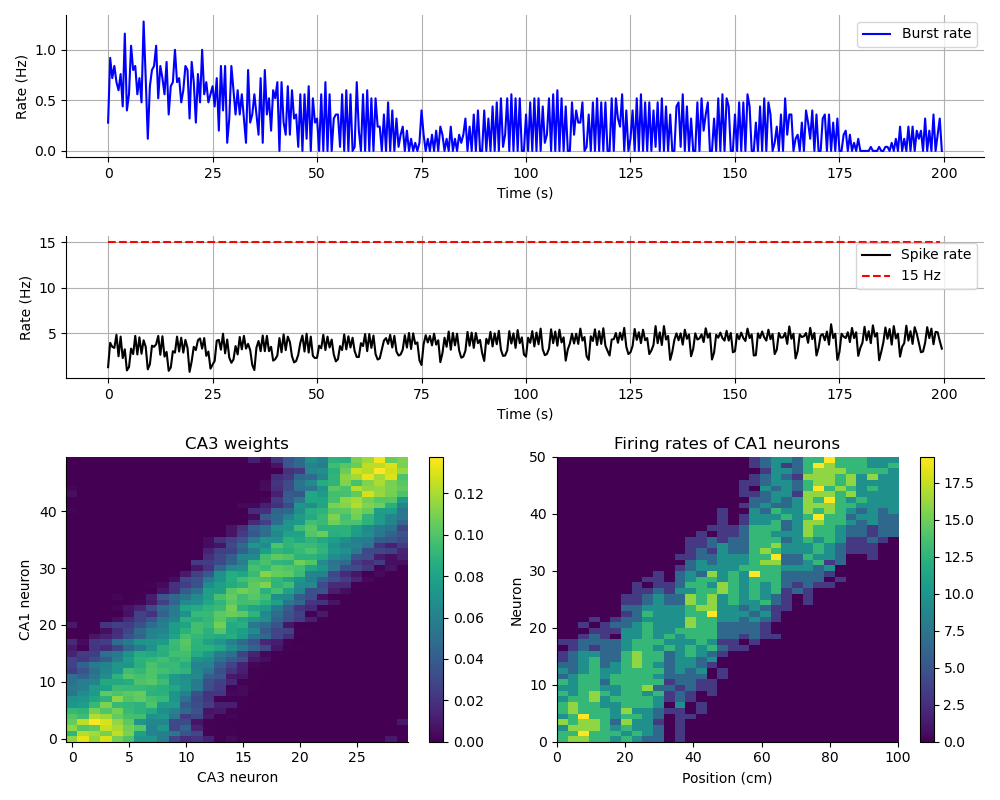 Rate (Hz)
1.0
0.5
0.0
Burst rate
0 25 50 75 100 125 150 175 200
Time (s)
Rate (Hz)
15
10
5
Spike rate
15 Hz
0 25 50 75 100 125 150 175 200
Time (s)
CA3 weights
CA1 neuron
40
30
20
10
0
0 5 10 15 20 25
CA3 neuron
0.12
0.10
0.08
0.06
0.04
0.02
0.00
Firing rates of CA1 neurons
Neuron
50
40
30
20
10
0
0 20 40 60 80 100
Position (cm)
17.5
15.0
12.5
10.0
7.5
5.0
2.5
0.0